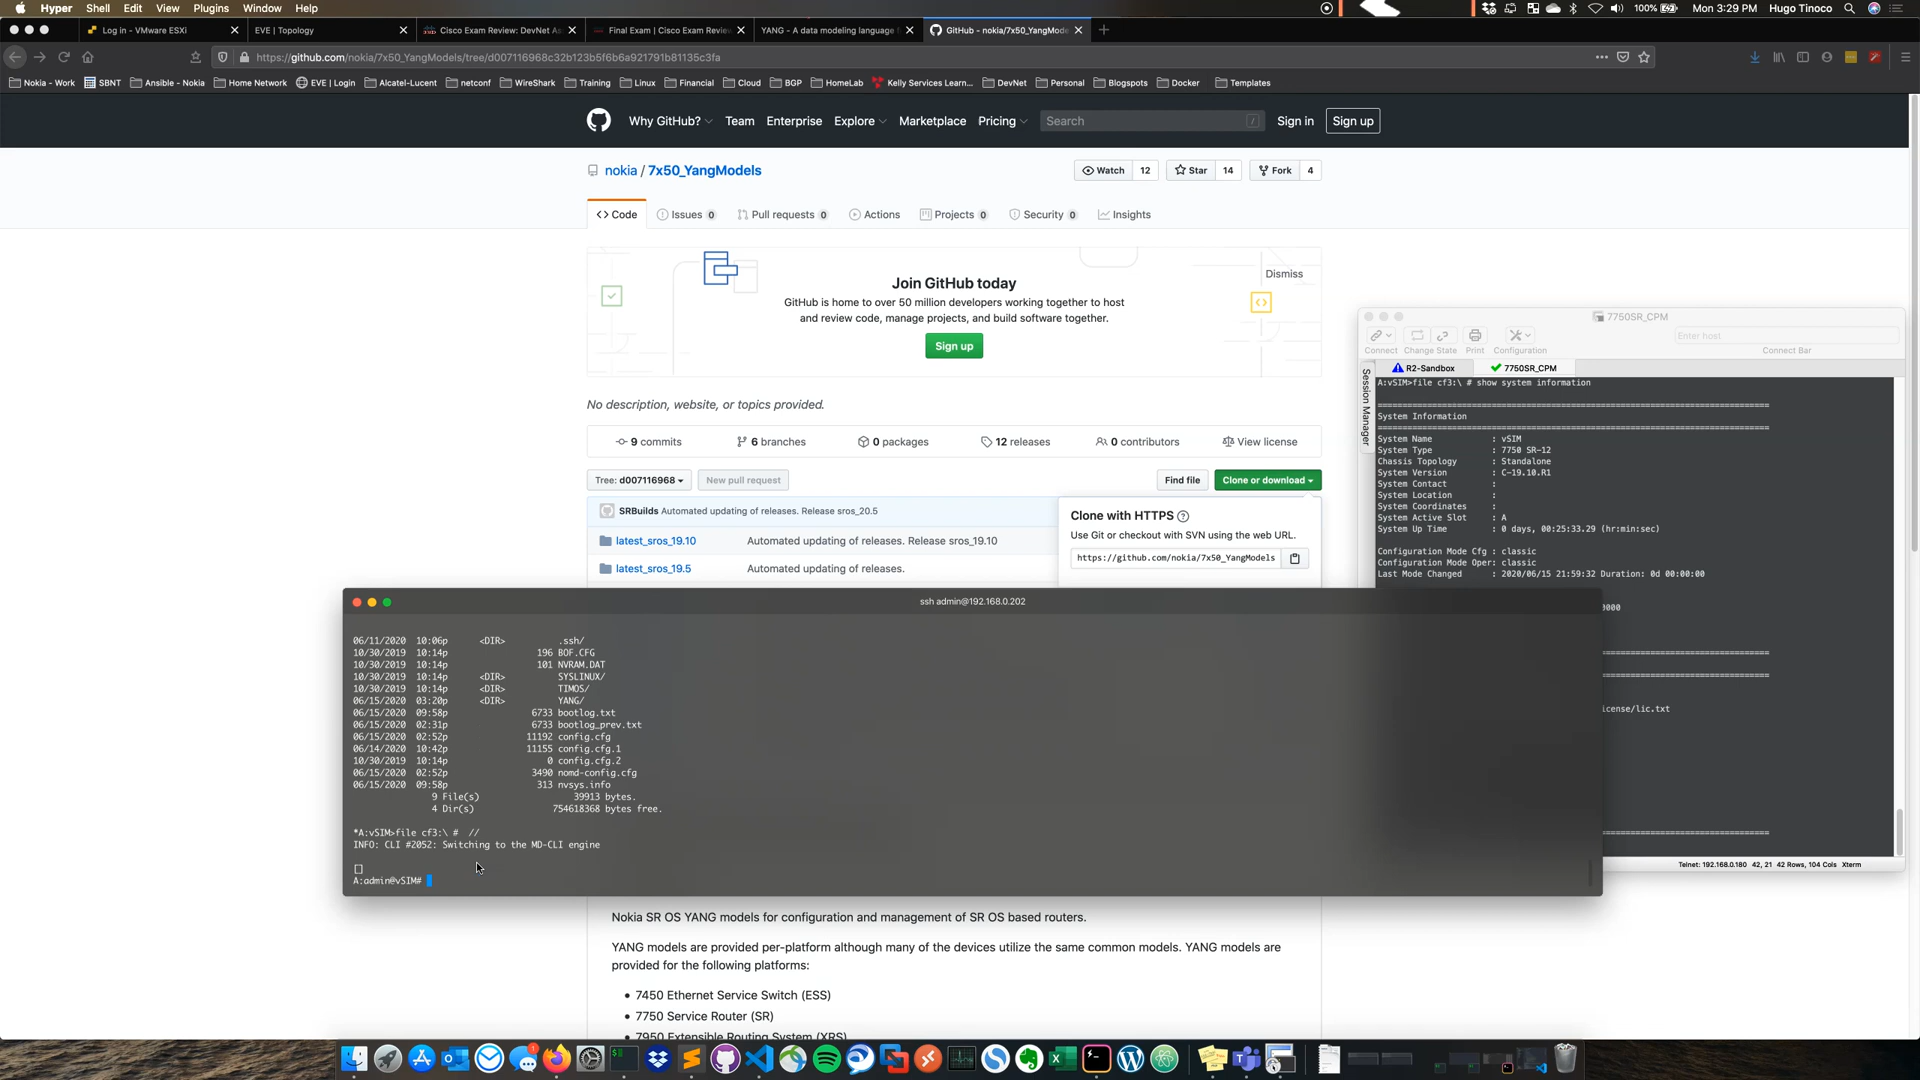 Hyper Shell Edit View Plugins Window Help
100% Mon 3:29 PM Hugo Tinoco
Log in - VMware ESXi
EVE | Topology
Cisco Exam Review: DevNet As
Final Exam | Cisco Exam Review
YANG - A data modeling language
GitHub - nokia/7x50_YangMode
https://github.com/nokia/7x50_YangModels/tree/d007116968c32b123b5f6b6a921791b81135c3fa
Nokia - Work SBNT Ansible - Nokia Home Network EVE | Login Alcatel-Lucent netconf WireShark Training Linux Financial Cloud BGP HomeLab Kelly Services Learn... DevNet Personal Blogspots Docker Templates
Why GitHub? Team Enterprise Explore Marketplace Pricing
Search /
Sign in Sign up
nokia / 7x50_YangModels
Watch 12 Star 14 Fork 4
Code Issues 0 Pull requests 0 Actions Projects 0 Security 0 Insights
Dismiss
Join GitHub today
GitHub is home to over 50 million developers working together to host
and review code, manage projects, and build software together.
Sign up
No description, website, or topics provided.
9 commits 6 branches 0 packages 12 releases 0 contributors View license
Tree: d007116968 New pull request Find file Clone or download
SRBuilds Automated updating of releases. Release sros_20.5
latest_sros_19.10 Automated updating of releases. Release sros_19.10
latest_sros_19.5 Automated updating of releases.
Clone with HTTPS
Use Git or checkout with SVN using the web URL.
https://github.com/nokia/7x50_YangModels
7750SR_CPM
Enter host
Connect Change State Print Configuration Connect Bar
Session Manager
R2-Sandbox 7750SR_CPM
A:vSIM>file cf3:\ # show system information
===============================================================================
System Information
===============================================================================
System Name : vSIM
System Type : 7750 SR-12
Chassis Topology : Standalone
System Version : C-19.10.R1
System Contact :
System Location :
System Coordinates :
System Active Slot : A
System Up Time : 0 days, 00:25:33.29 (hr:min:sec)
Configuration Mode Cfg : classic
Configuration Mode Oper: classic
Last Mode Changed : 2020/06/15 21:59:32 Duration: 0d 00:00:00
0000
icense/lic.txt
Telnet: 192.168.0.180 42, 21 42 Rows, 104 Cols Xterm
ssh admin@192.168.0.202
06/11/2020 10:06p <DIR> .ssh/
10/30/2019 10:14p 196 BOF.CFG
10/30/2019 10:14p 101 NVRAM.DAT
10/30/2019 10:14p <DIR> SYSLINUX/
10/30/2019 10:14p <DIR> TIMOS/
06/15/2020 03:20p <DIR> YANG/
06/15/2020 09:58p 6733 bootlog.txt
06/15/2020 02:31p 6733 bootlog_prev.txt
06/15/2020 02:52p 11192 config.cfg
06/14/2020 10:42p 11155 config.cfg.1
10/30/2019 10:14p 0 config.cfg.2
06/15/2020 02:52p 3490 nomd-config.cfg
06/15/2020 09:58p 313 nvsys.info
9 File(s) 39913 bytes.
4 Dir(s) 754618368 bytes free.
*A:vSIM>file cf3:\ # //
INFO: CLI #2052: Switching to the MD-CLI engine
[]
A:admin@vSIM#
Nokia SR OS YANG models for configuration and management of SR OS based routers.
YANG models are provided per-platform although many of the devices utilize the same common models. YANG models are
provided for the following platforms:
• 7450 Ethernet Service Switch (ESS)
• 7750 Service Router (SR)
• 7950 Extensible Routing System (XRS)